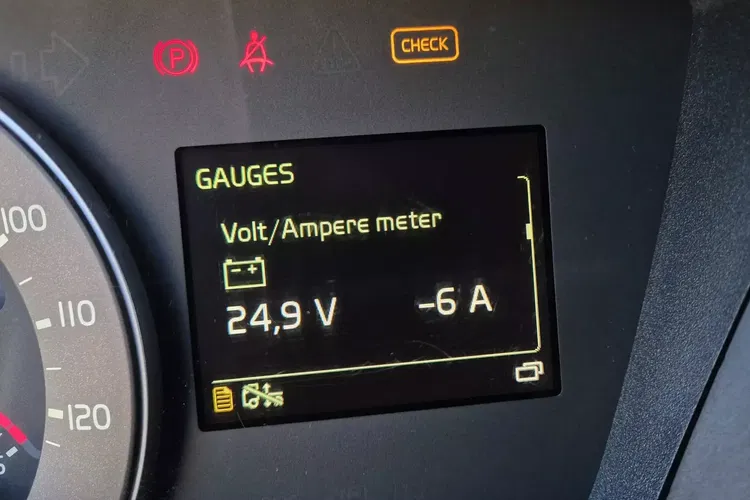 P
CHECK
GAUGES
Volt/Ampere meter
- +
24,9 V -6 A
100
110
120